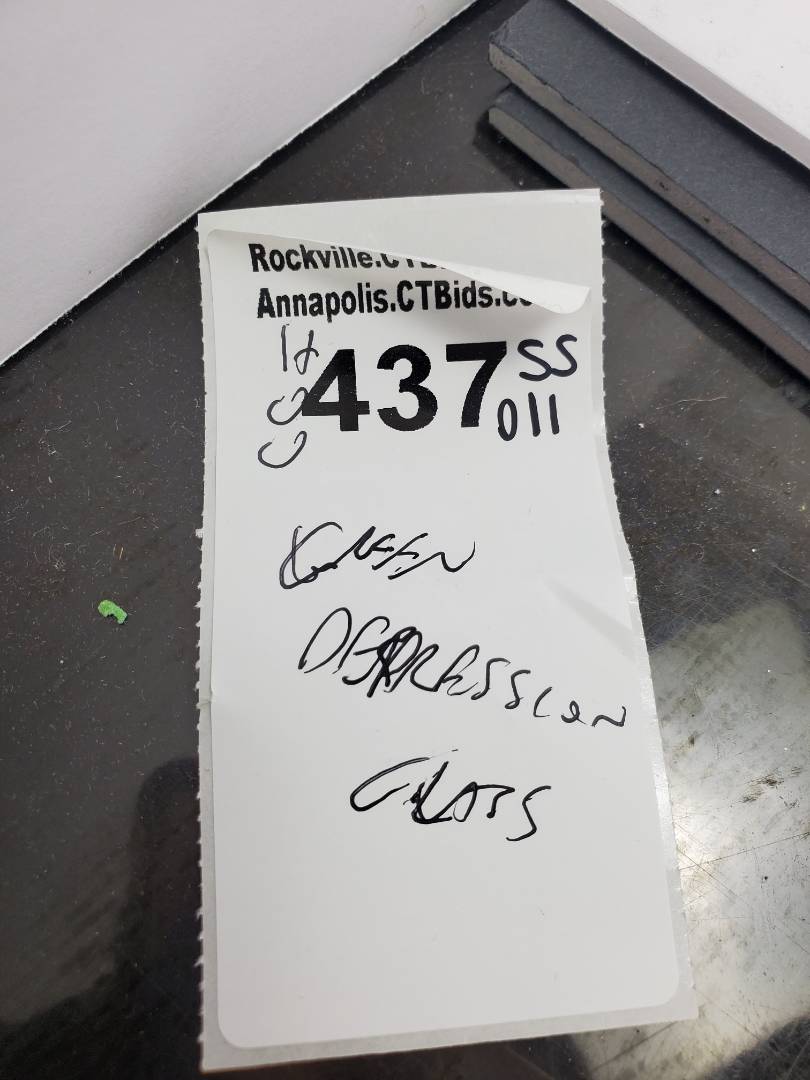 Rockville.CTB
Annapolis.CTBids.co
437
SS
011
GREEN
DEPRESSION
GLASS